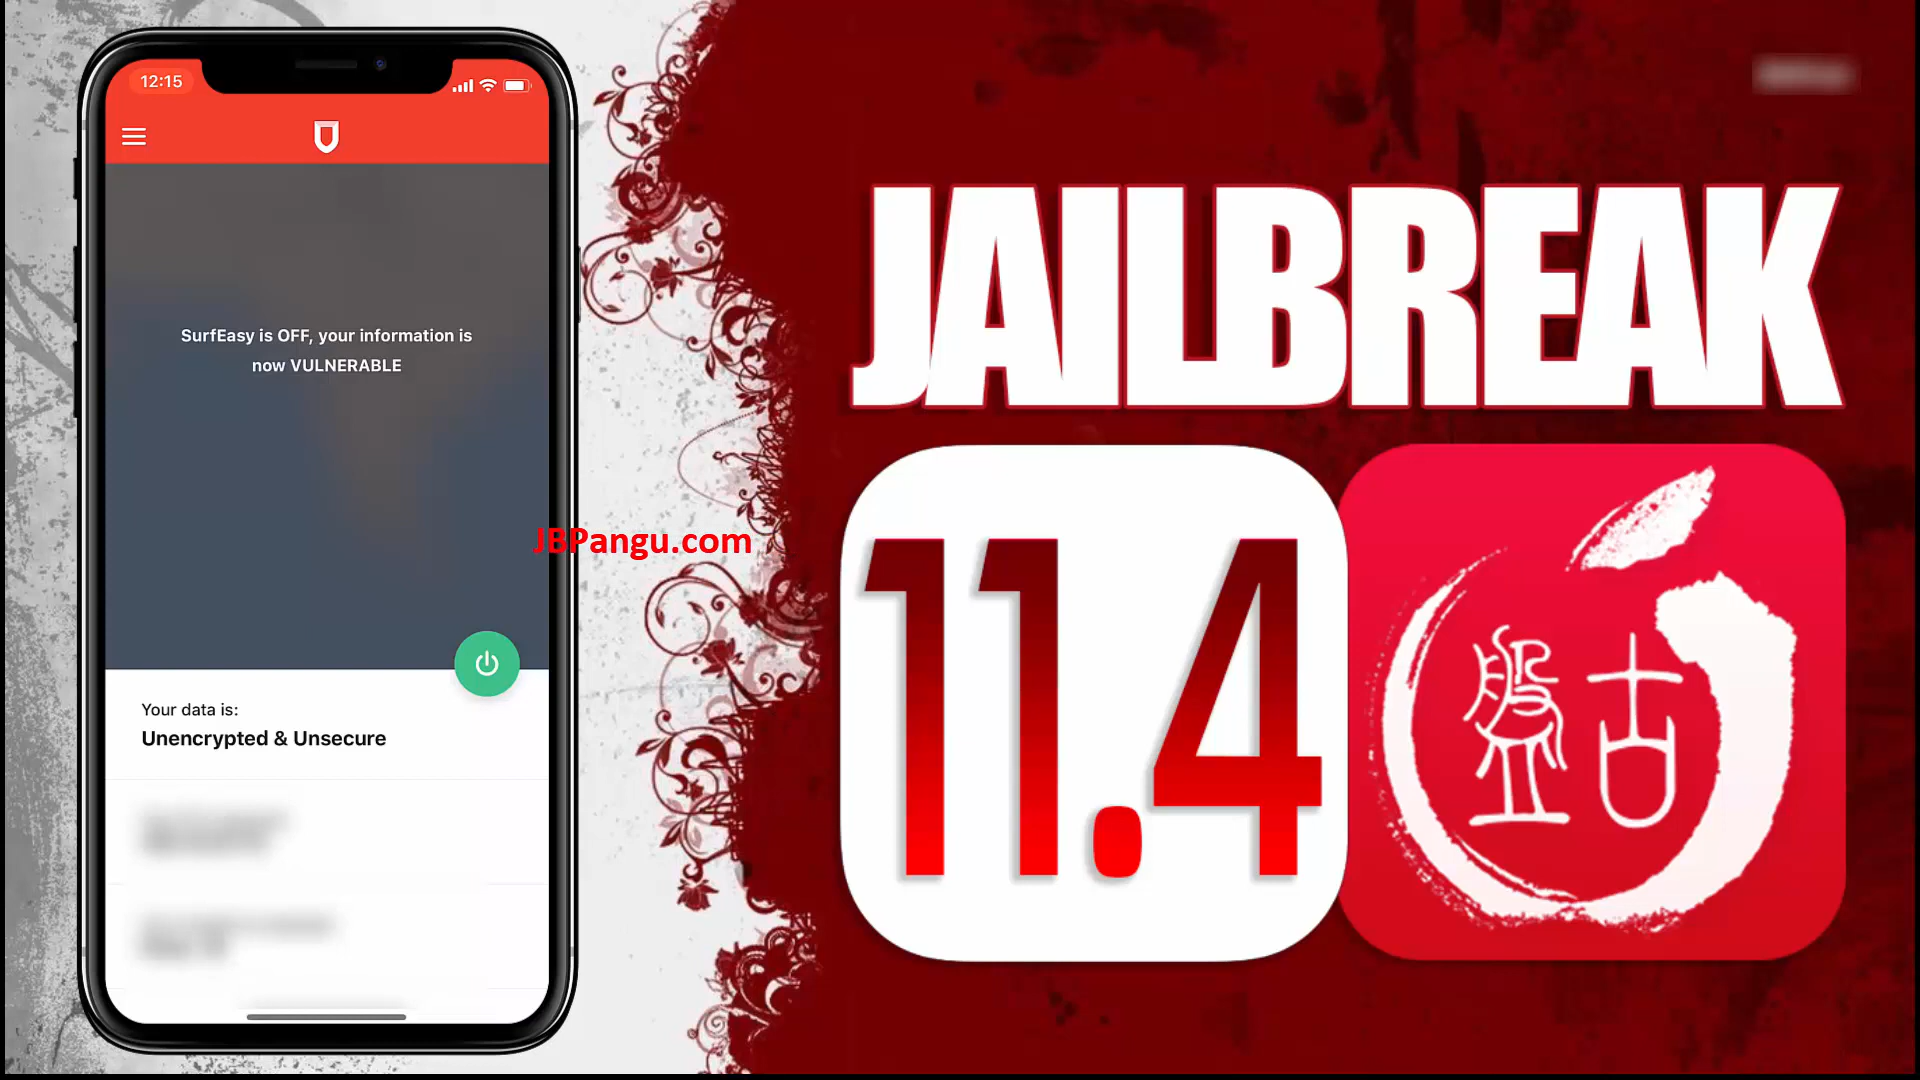 12:15
SurfEasy is OFF, your information is
now VULNERABLE
Your data is:
Unencrypted & Unsecure
JBPangu.com
JAILBREAK
11.4
盤古